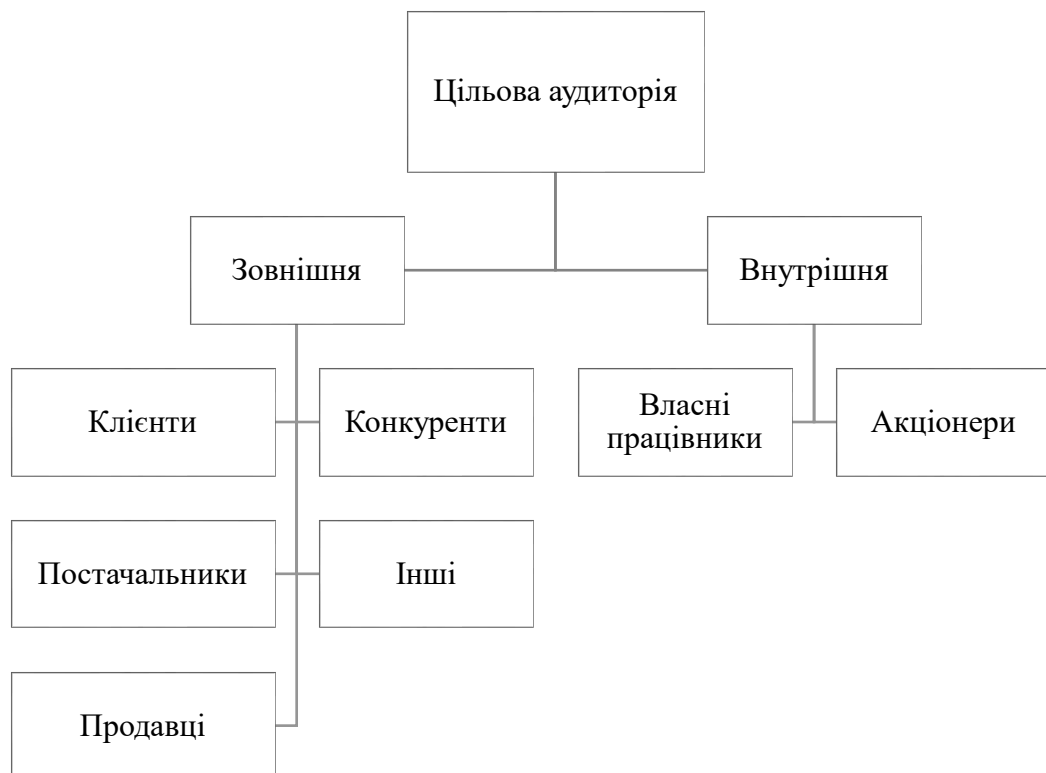 Цільова аудиторія
Зовнішня
Внутрішня
Клієнти
Конкуренти
Власні
працівники
Акціонери
Постачальники
Інші
Продавці